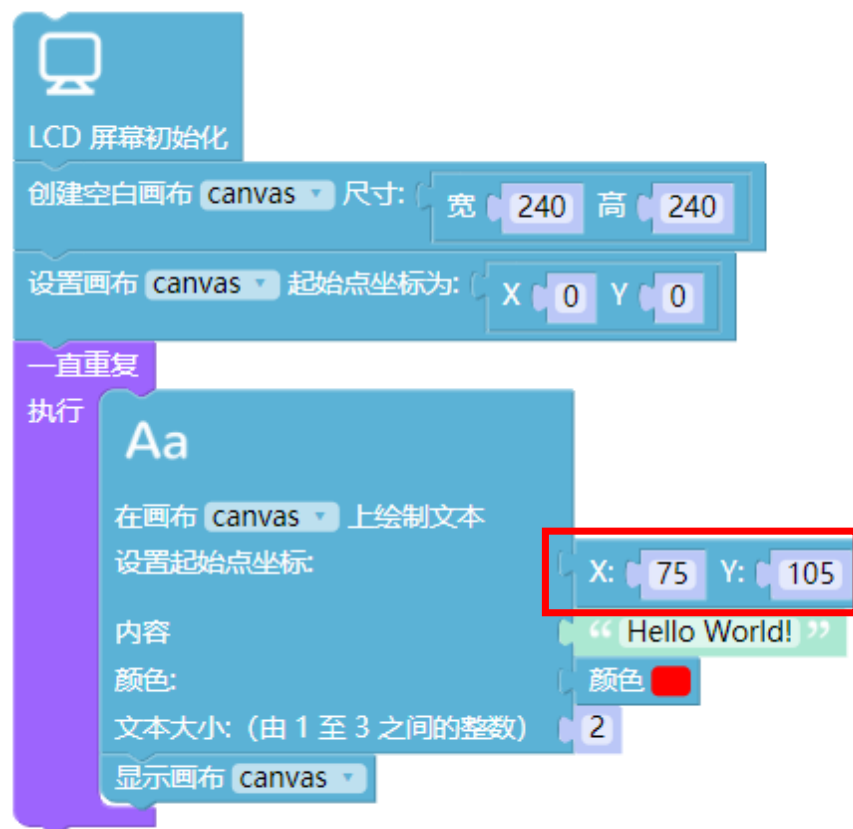 LCD 屏幕初始化
创建空白画布 canvas 尺寸: 宽 240 高 240
设置画布 canvas 起始点坐标为: X 0 Y 0
一直重复
执行
Aa
在画布 canvas 上绘制文本
设置起始点坐标: X: 75 Y: 105
内容 “ Hello World! ”
颜色: 颜色
文本大小:（由 1 至 3 之间的整数） 2
显示画布 canvas